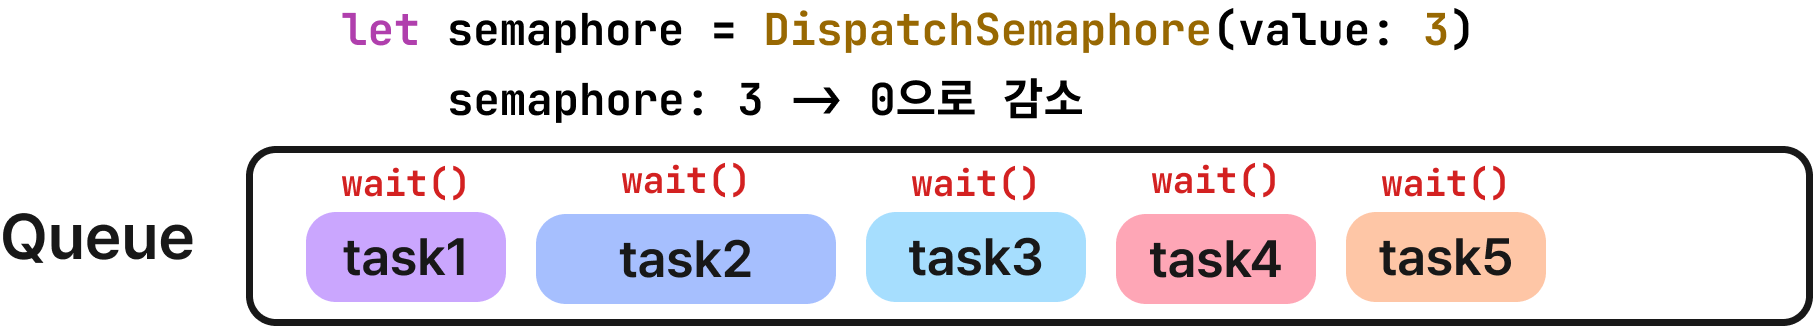 let semaphore = DispatchSemaphore(value: 3)
semaphore: 3 -> 0으로 감소
wait() wait() wait() wait() wait()
Queue task1 task2 task3 task4 task5